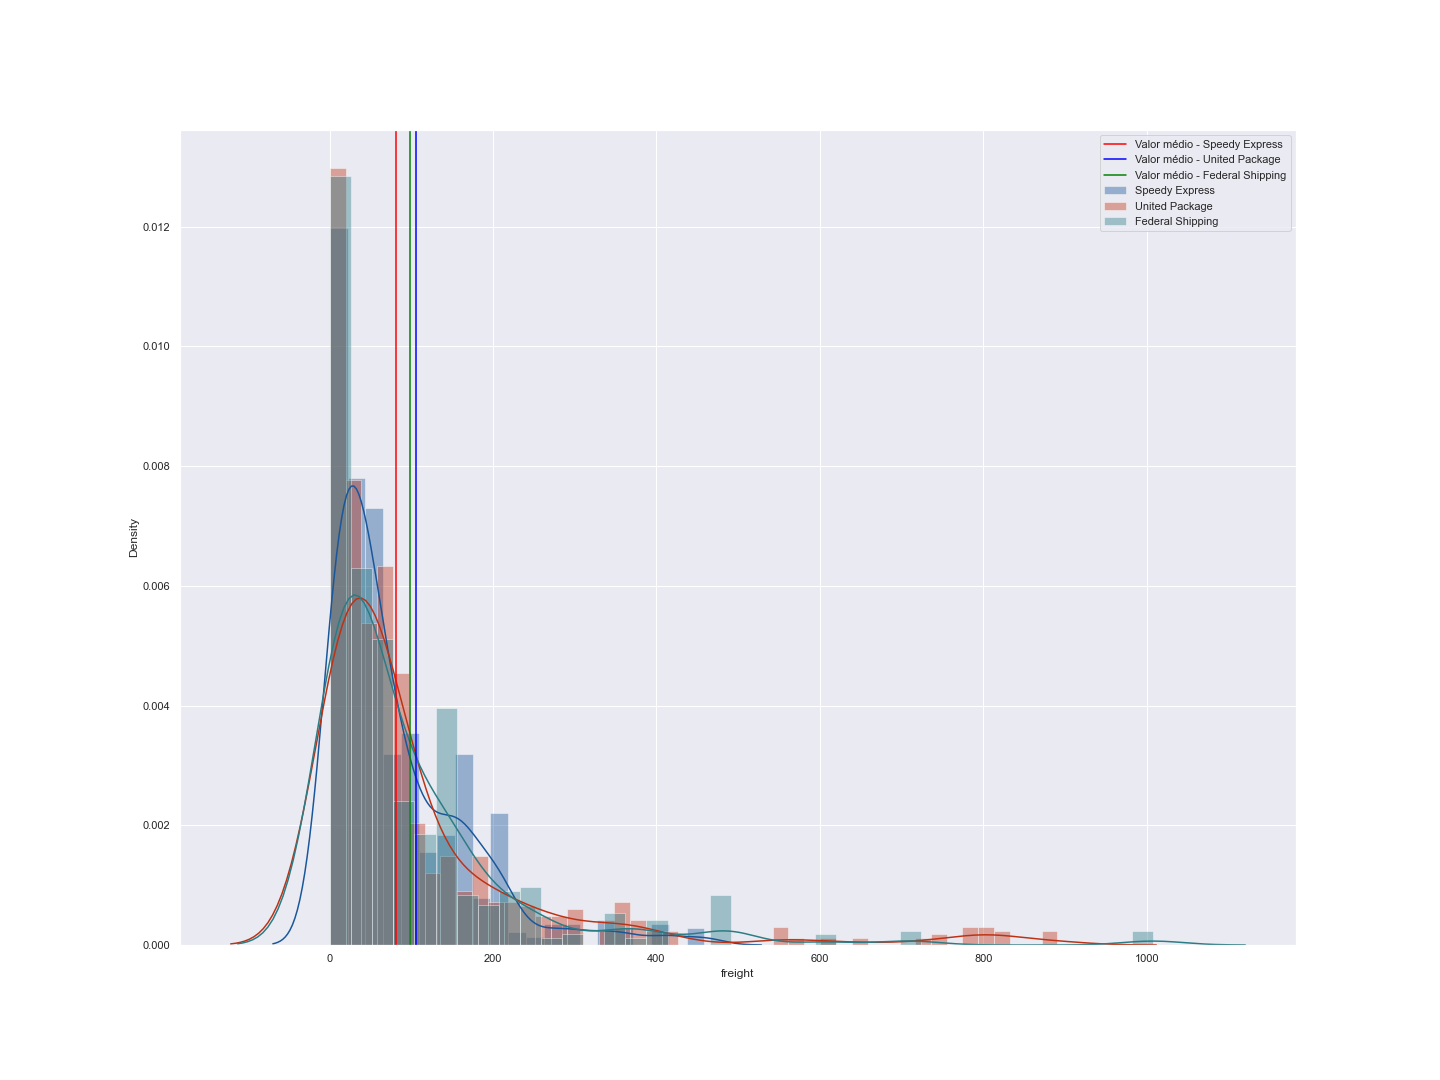 Valor médio - Speedy Express
Valor médio - United Package
Valor médio - Federal Shipping
Speedy Express
United Package
Federal Shipping
0.012
0.010
0.008
0.006
0.004
0.002
0.000
Density
0 200 400 600 800 1000
freight